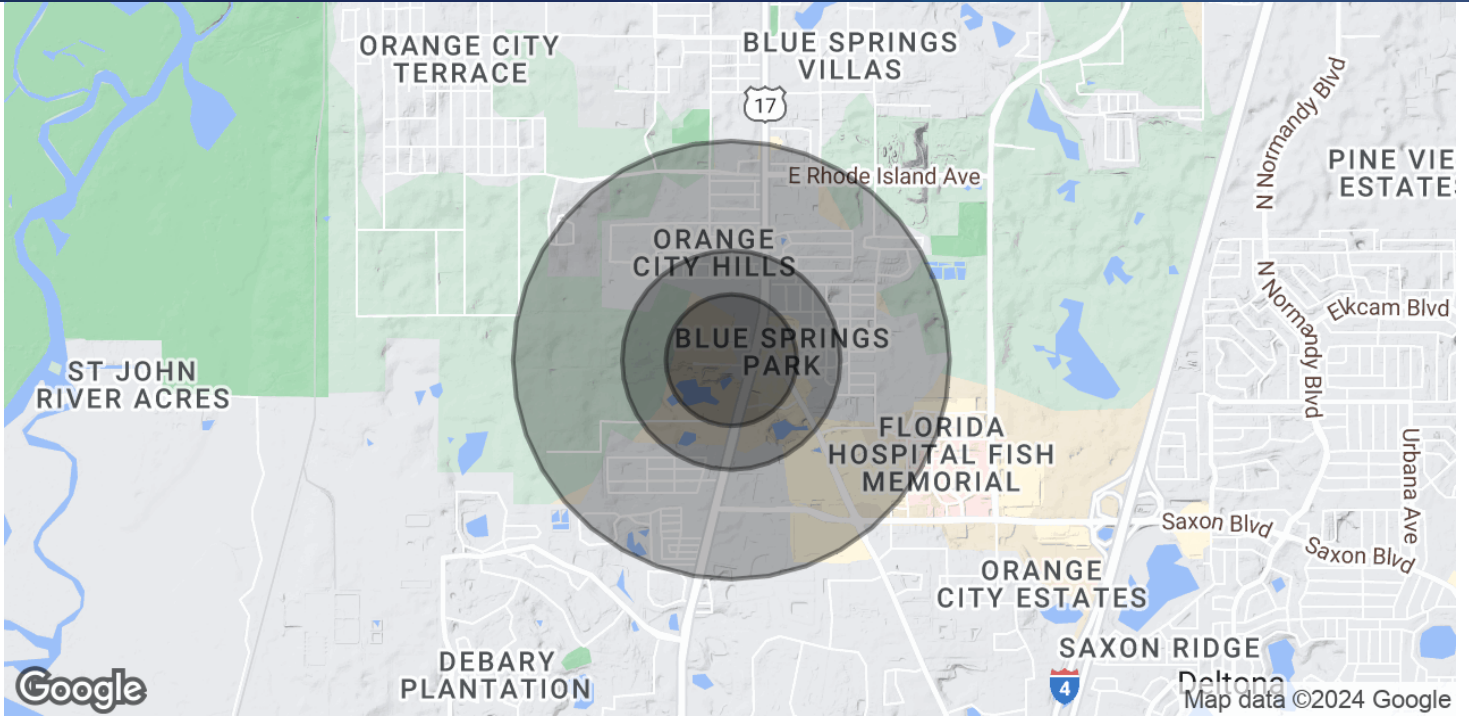 ORANGE CITY
TERRACE
BLUE SPRINGS
VILLAS
17
N Normandy Blvd
PINE VIE
ESTATE
E Rhode Island Ave
ORANGE
CITY HILLS
N Normandy Blvd
Elkcam Blvd
BLUE SPRINGS
PARK
ST JOHN
RIVER ACRES
FLORIDA
HOSPITAL FISH
MEMORIAL
Urbana Ave
Saxon Blvd
Saxon Blvd
ORANGE
CITY ESTATES
SAXON RIDGE
DEBARY
PLANTATION
4
Deltona
Google
Map data ©2024 Google